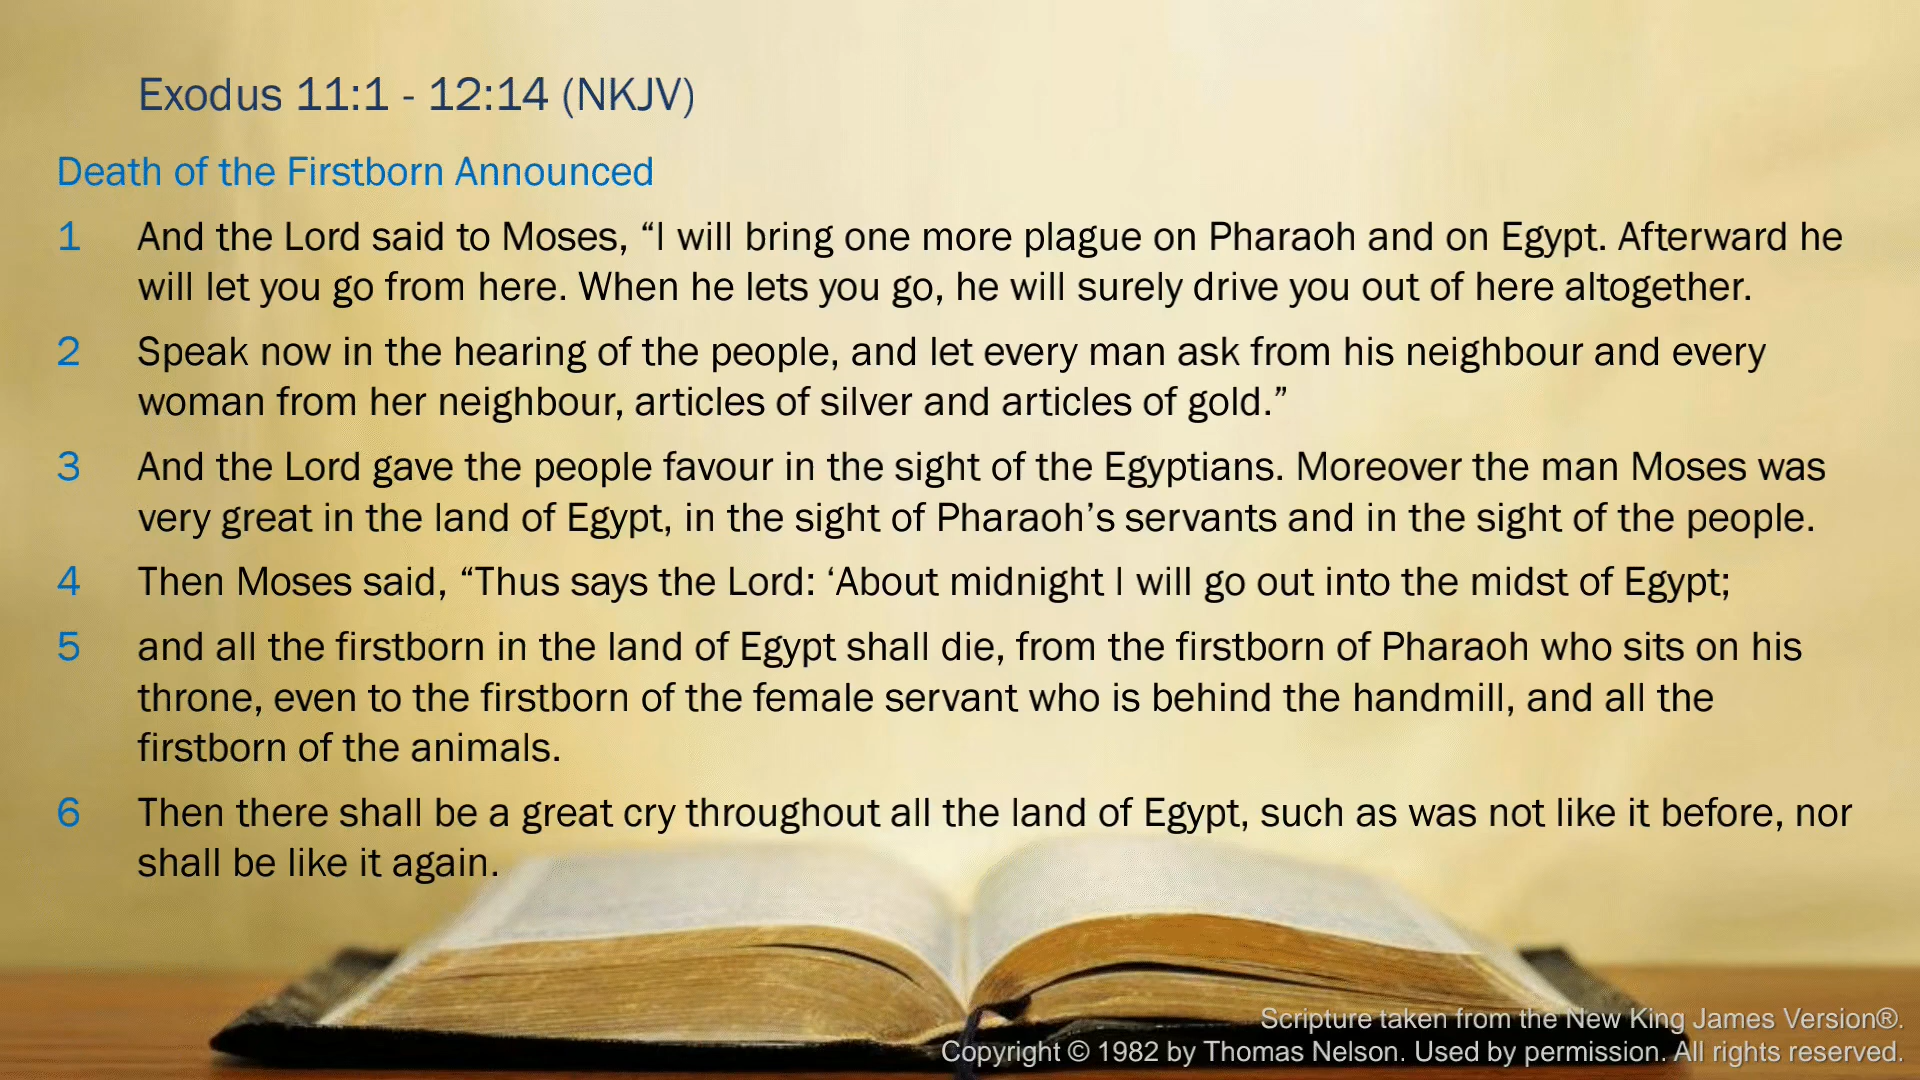 Exodus 11:1 - 12:14 (NKJV)
Death of the Firstborn Announced
1 And the Lord said to Moses, “I will bring one more plague on Pharaoh and on Egypt. Afterward he
will let you go from here. When he lets you go, he will surely drive you out of here altogether.
2 Speak now in the hearing of the people, and let every man ask from his neighbour and every
woman from her neighbour, articles of silver and articles of gold.”
3 And the Lord gave the people favour in the sight of the Egyptians. Moreover the man Moses was
very great in the land of Egypt, in the sight of Pharaoh’s servants and in the sight of the people.
4 Then Moses said, “Thus says the Lord: ‘About midnight I will go out into the midst of Egypt;
5 and all the firstborn in the land of Egypt shall die, from the firstborn of Pharaoh who sits on his
throne, even to the firstborn of the female servant who is behind the handmill, and all the
firstborn of the animals.
6 Then there shall be a great cry throughout all the land of Egypt, such as was not like it before, nor
shall be like it again.
Scripture taken from the New King James Version®.
Copyright © 1982 by Thomas Nelson. Used by permission. All rights reserved.